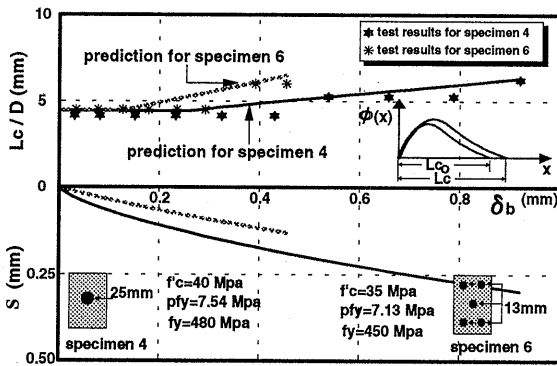 10
5
0
0.25
0.50
Lc / D (mm)
S (mm)
test results for specimen 4
test results for specimen 6
prediction for specimen 6
prediction for specimen 4
ϕ(x)
Lc₀
Lc
x
0.2
0.4
0.6
0.8
δb (mm)
25mm
specimen 4
f'c=40 Mpa
pfy=7.54 Mpa
fy=480 Mpa
f'c=35 Mpa
pfy=7.13 Mpa
fy=450 Mpa
13mm
specimen 6